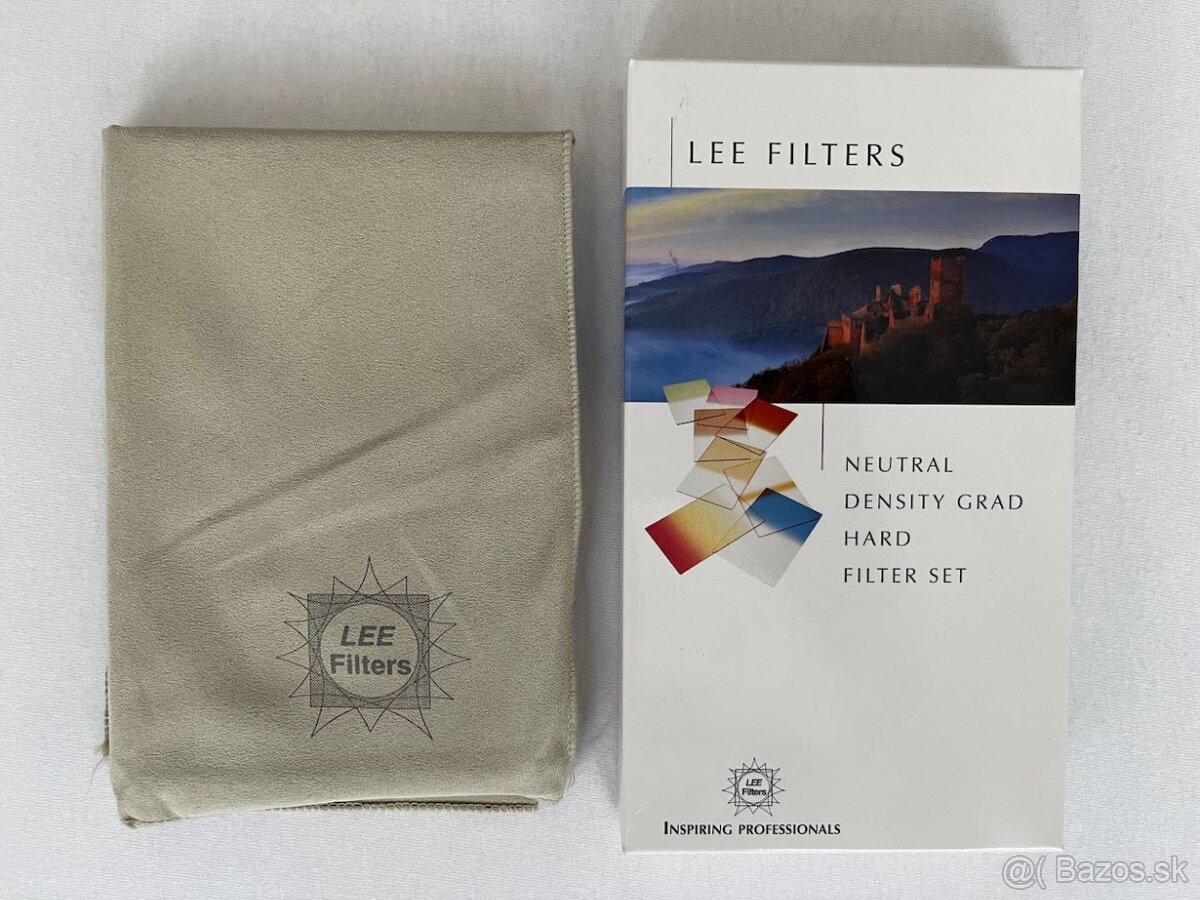 LEE
Filters
LEE FILTERS
NEUTRAL
DENSITY GRAD
HARD
FILTER SET
LEE
Filters
INSPIRING PROFESSIONALS
@( Bazos.sk